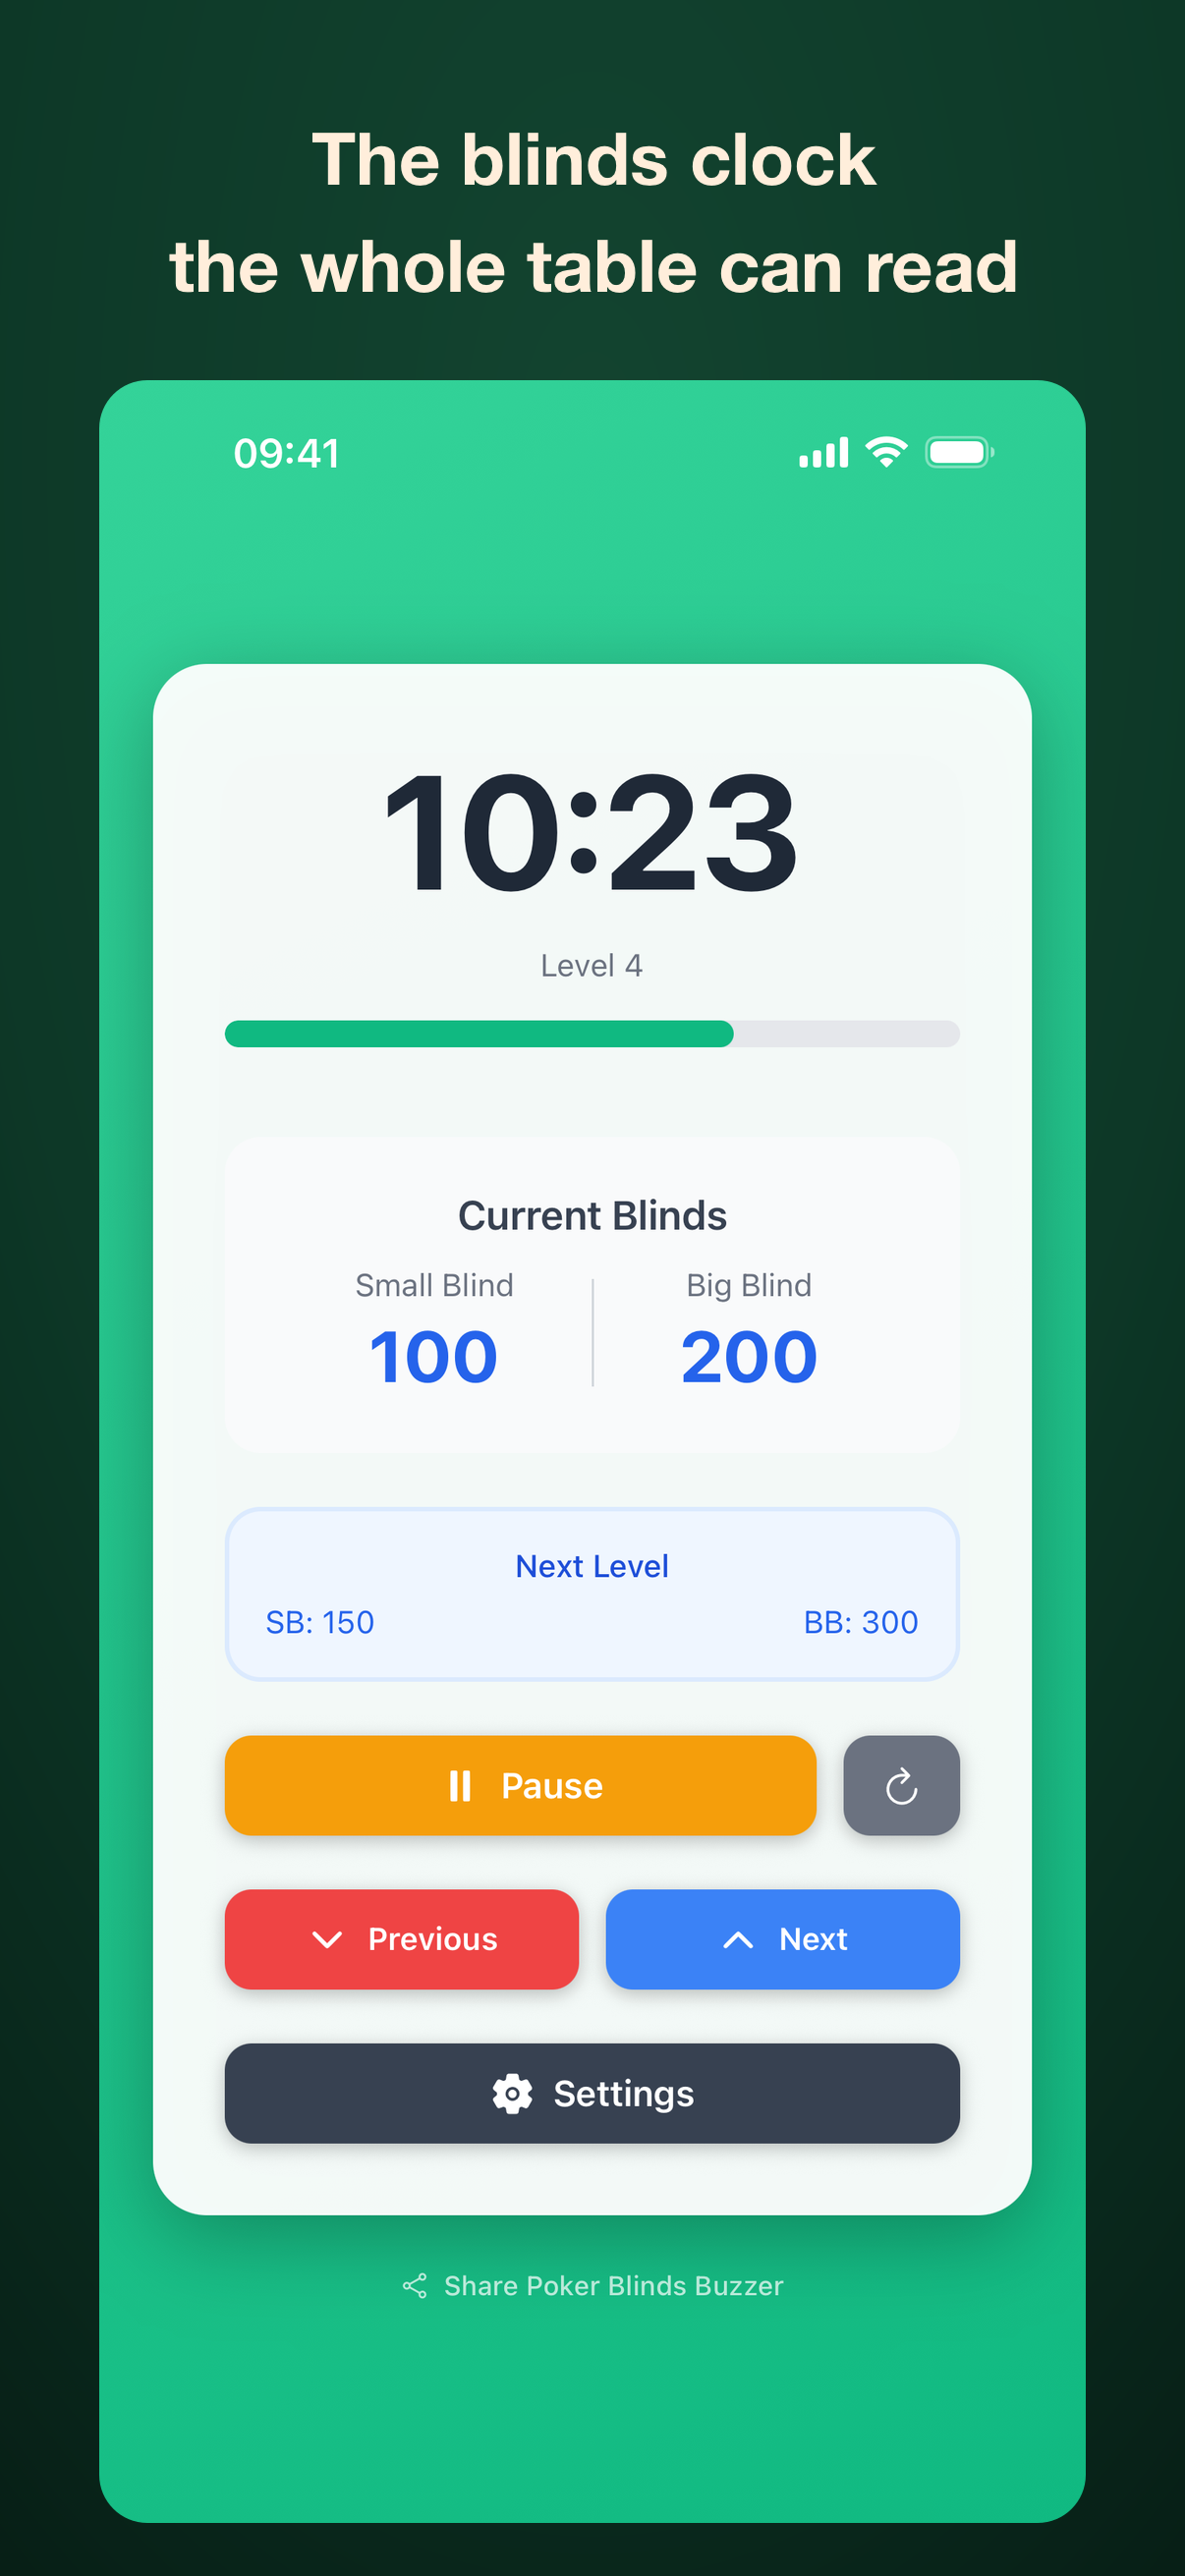 The blinds clock
the whole table can read
09:41
10:23
Level 4
Current Blinds
Small Blind
Big Blind
100
200
Next Level
SB: 150
BB: 300
Pause
Previous
Next
Settings
Share Poker Blinds Buzzer